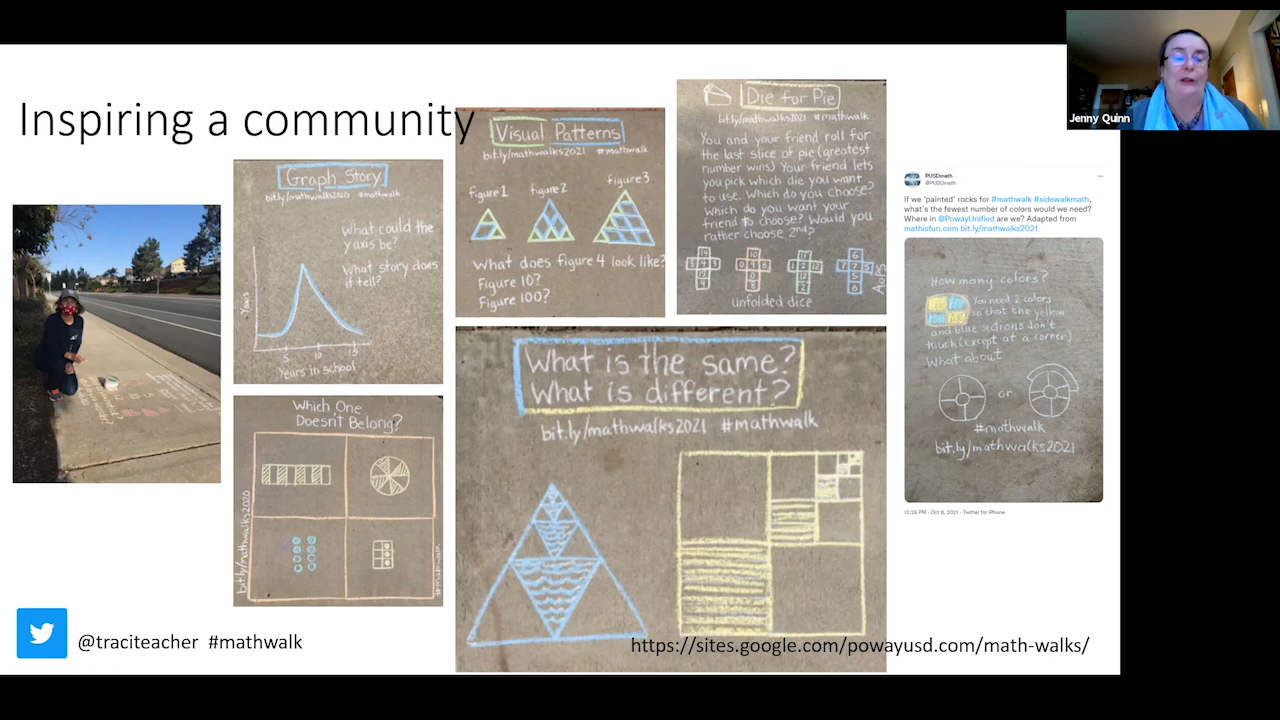 Jenny Quinn
Inspiring a community
Graph Story
bit.ly/mathwalks2021 #mathwalk
What could the
y axis be?
What story does
it tell?
Y-axis
5 10 15
Years in school
Which One
Doesn't Belong?
bit.ly/mathwalks2020
#mathwalk
Visual Patterns
bit.ly/mathwalks2021 #mathwalk
figure 1 figure 2 figure 3
What does figure 4 look like?
Figure 10?
Figure 100?
Die for Pie
bit.ly/mathwalks2021 #mathwalk
You and your friend roll for
the last slice of pie (greatest
number wins) Your friend lets
you pick which die you want
to use. Which do you choose?
Which do you want your
friend to choose? Would you
rather choose 2nd?
Unfolded dice
AoPS
What is the same?
What is different?
bit.ly/mathwalks2021 #mathwalk
PUSDmath
@PUSDmath
If we 'painted' rocks for #mathwalk #sidewalkmath,
what's the fewest number of colors would we need?
Where in @PowayUnified are we? Adapted from
mathisfun.com bit.ly/mathwalks2021
How many colors?
You need 2 colors
so that the yellow
and blue sections don't
touch (except at a corner)
What about
or
#mathwalk
bit.ly/mathwalks2021
12:25 PM · Oct 8, 2021 · Twitter for iPhone
@traciteacher #mathwalk
https://sites.google.com/powayusd.com/math-walks/